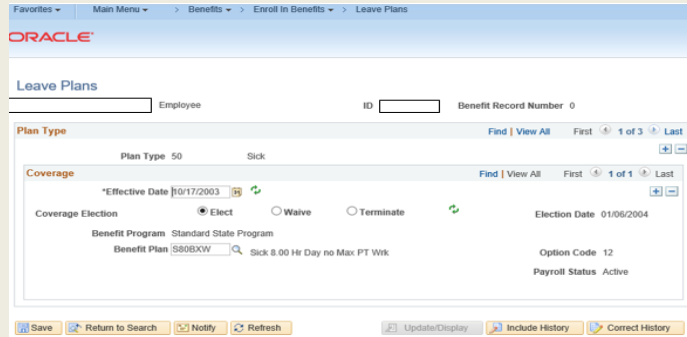 Favorites Main Menu > Benefits > Enroll In Benefits > Leave Plans
ORACLE
Leave Plans
Employee ID Benefit Record Number 0
Plan Type Find | View All First 1 of 3 Last
Plan Type 50 Sick
Coverage Find | View All First 1 of 1 Last
*Effective Date 10/17/2003
Coverage Election Elect Waive Terminate Election Date 01/06/2004
Benefit Program Standard State Program
Benefit Plan S80BXW Sick 8.00 Hr Day no Max PT Wrk Option Code 12
Payroll Status Active
Save Return to Search Notify Refresh Update/Display Include History Correct History